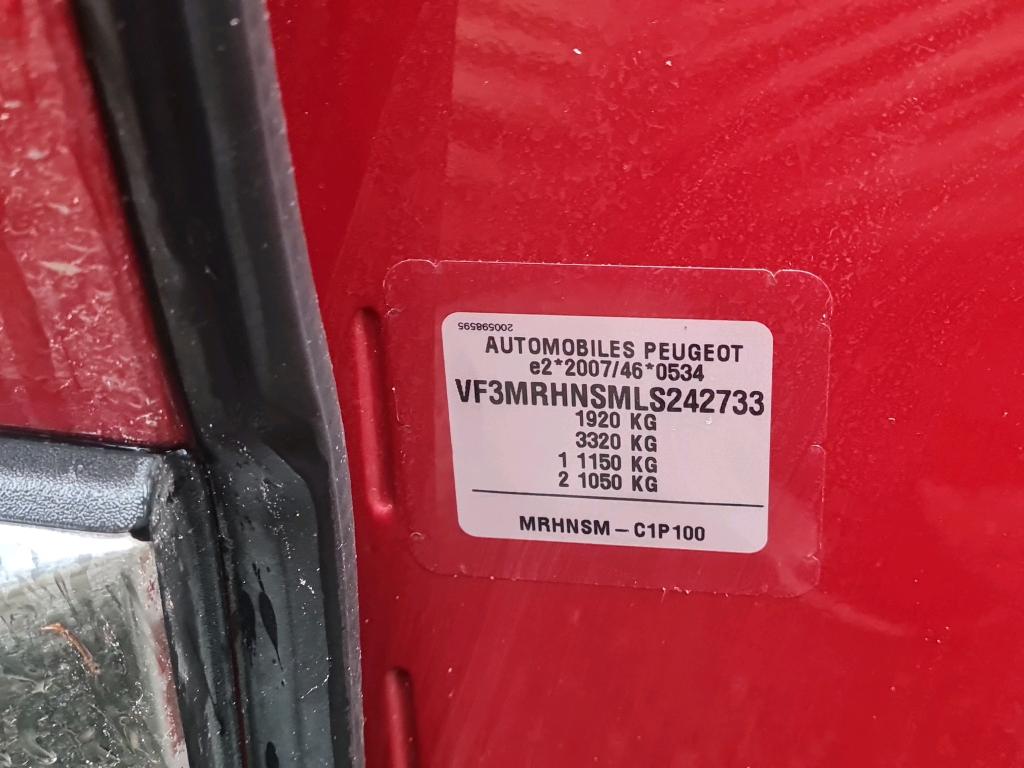 200598595
AUTOMOBILES PEUGEOT
e2*2007/46*0534
VF3MRHNSMLS242733
1920 KG
3320 KG
1 1150 KG
2 1050 KG
MRHNSM - C1P100